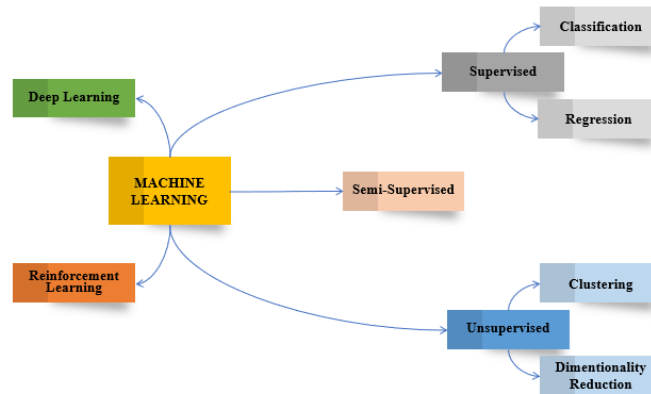 Classification
Supervised
Deep Learning
Regression
MACHINE
LEARNING
Semi-Supervised
Reinforcement
Learning
Clustering
Unsupervised
Dimentionality
Reduction